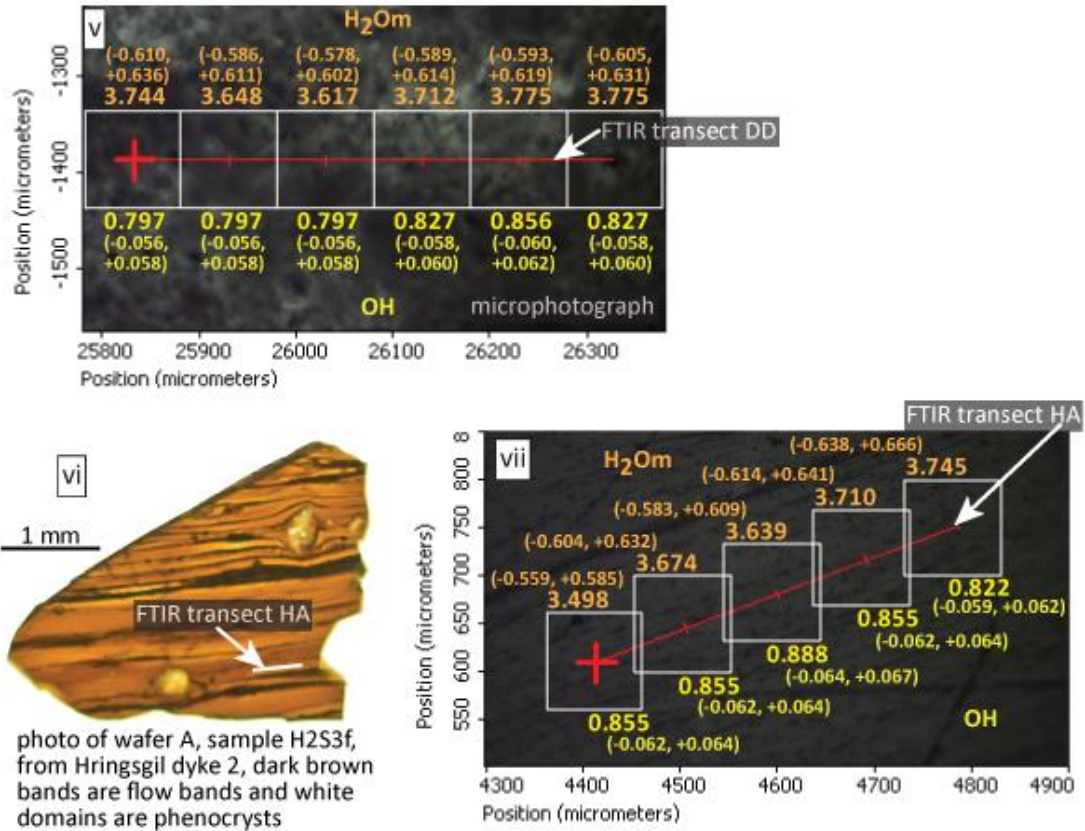 v
H2Om
(-0.610, (-0.586, (-0.578, (-0.589, (-0.593, (-0.605,
+0.636) +0.611) +0.602) +0.614) +0.619) +0.631)
3.744 3.648 3.617 3.712 3.775 3.775
FTIR transect DD
0.797 0.797 0.797 0.827 0.856 0.827
(-0.056, (-0.056, (-0.056, (-0.058, (-0.060, (-0.058,
+0.058) +0.058) +0.058) +0.060) +0.062) +0.060)
OH microphotograph
-1300
-1400
-1500
Position (micrometers)
25800 25900 26000 26100 26200 26300
Position (micrometers)
vi
1 mm
FTIR transect HA
photo of wafer A, sample H2S3f,
from Hringsgil dyke 2, dark brown
bands are flow bands and white
domains are phenocrysts
FTIR transect HA
vii
H2Om
(-0.638, +0.666)
3.745
(-0.614, +0.641)
3.710
(-0.583, +0.609)
3.639
(-0.604, +0.632)
3.674
(-0.559, +0.585)
3.498
0.822
(-0.059, +0.062)
0.855
(-0.062, +0.064)
0.888
(-0.064, +0.067)
0.855
(-0.062, +0.064)
0.855
(-0.062, +0.064)
OH
8
800
750
700
650
600
550
Position (micrometers)
4300 4400 4500 4600 4700 4800 4900
Position (micrometers)